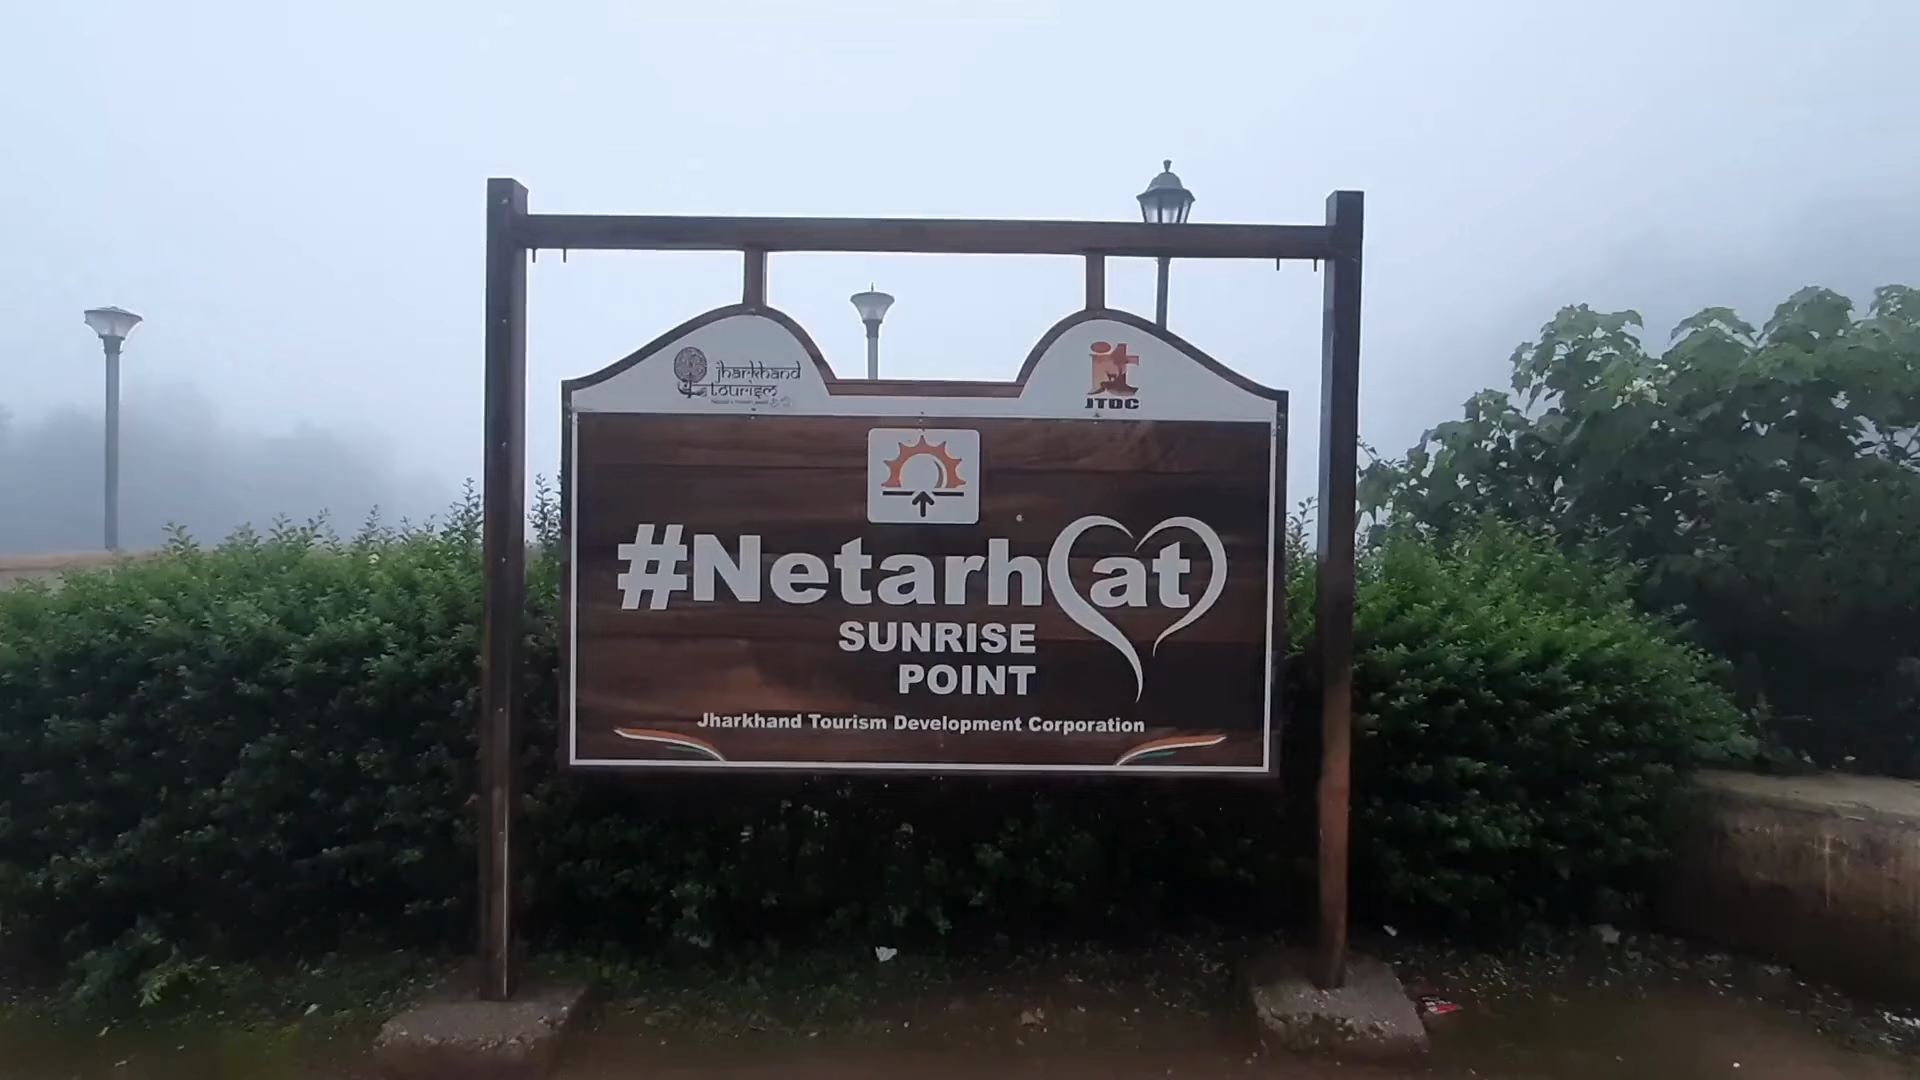 jharkhand
tourism
JTDC
#Netarhat
SUNRISE
POINT
Jharkhand Tourism Development Corporation